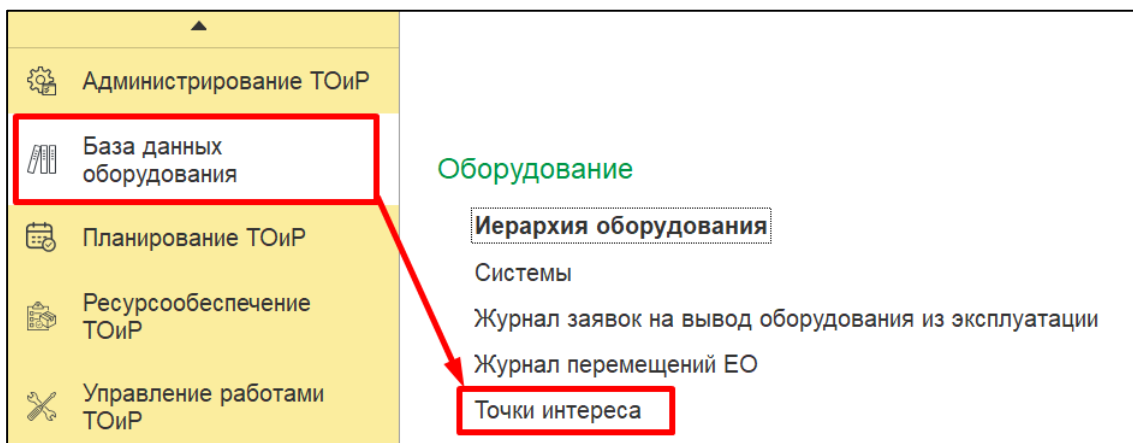 Администрирование ТОиР
База данных
оборудования
Планирование ТОиР
Ресурсообеспечение
ТОиР
Управление работами
ТОиР
Оборудование
Иерархия оборудования
Системы
Журнал заявок на вывод оборудования из эксплуатации
Журнал перемещений ЕО
Точки интереса